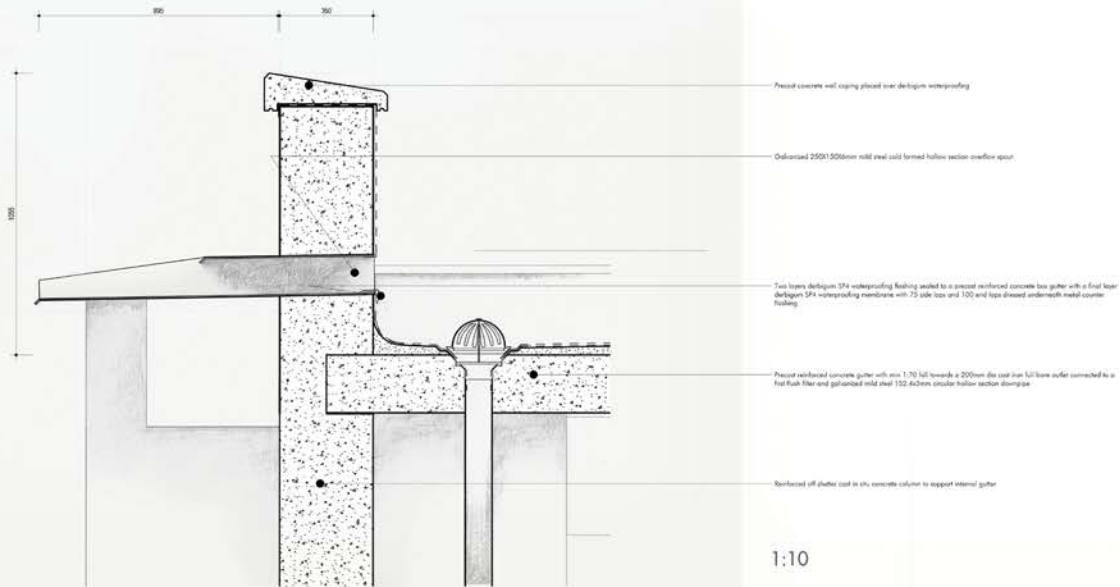 895
350
1055
Precast concrete wall coping placed over derbigum waterproofing
Galvanized 250X150X6mm mild steel cold formed hollow section overflow spout
Two layers derbigum SP4 waterproofing flashing sealed to a precast reinforced concrete box gutter with a final layer
derbigum SP4 waterproofing membrane with 75 side laps and 100 end laps dressed underneath metal counter
flashing
Precast reinforced concrete gutter with min 1:70 fall towards a 200mm dia cast iron full bore outlet connected to a
first flush filter and galvanized mild steel 152.4x3mm circular hollow section downpipe
Reinforced off shutter cast in situ concrete column to support internal gutter
1:10